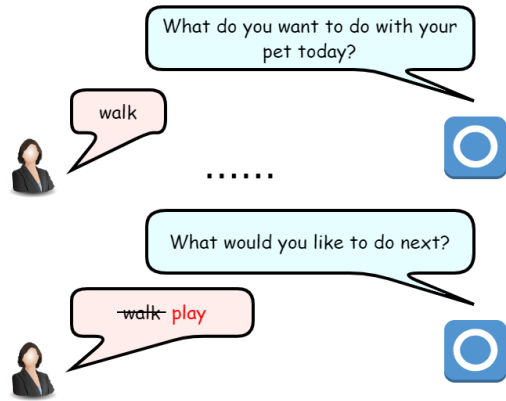 What do you want to do with your
pet today?
walk
......
What would you like to do next?
walk play